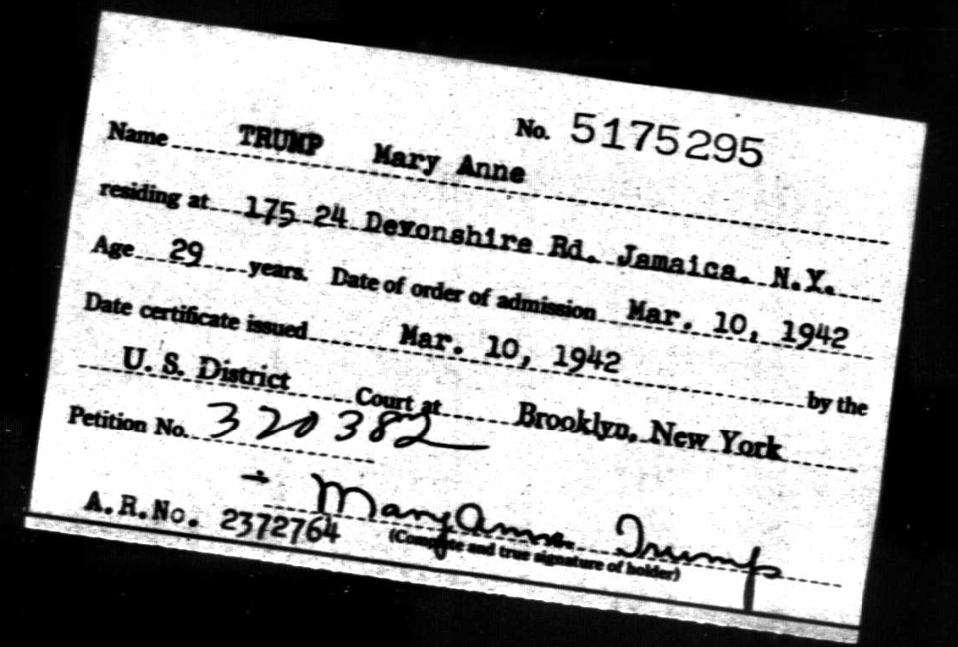 No. 5175295
Name TRUMP Mary Anne
residing at 175 24 Devonshire Rd. Jamaica. N.Y.
Age 29 years. Date of order of admission Mar. 10, 1942
Date certificate issued Mar. 10, 1942 by the
U. S. District Court at Brooklyn, New York
Petition No. 320382
Mary Anne Trump
(Complete and true signature of holder)
A.R.No. 2372764